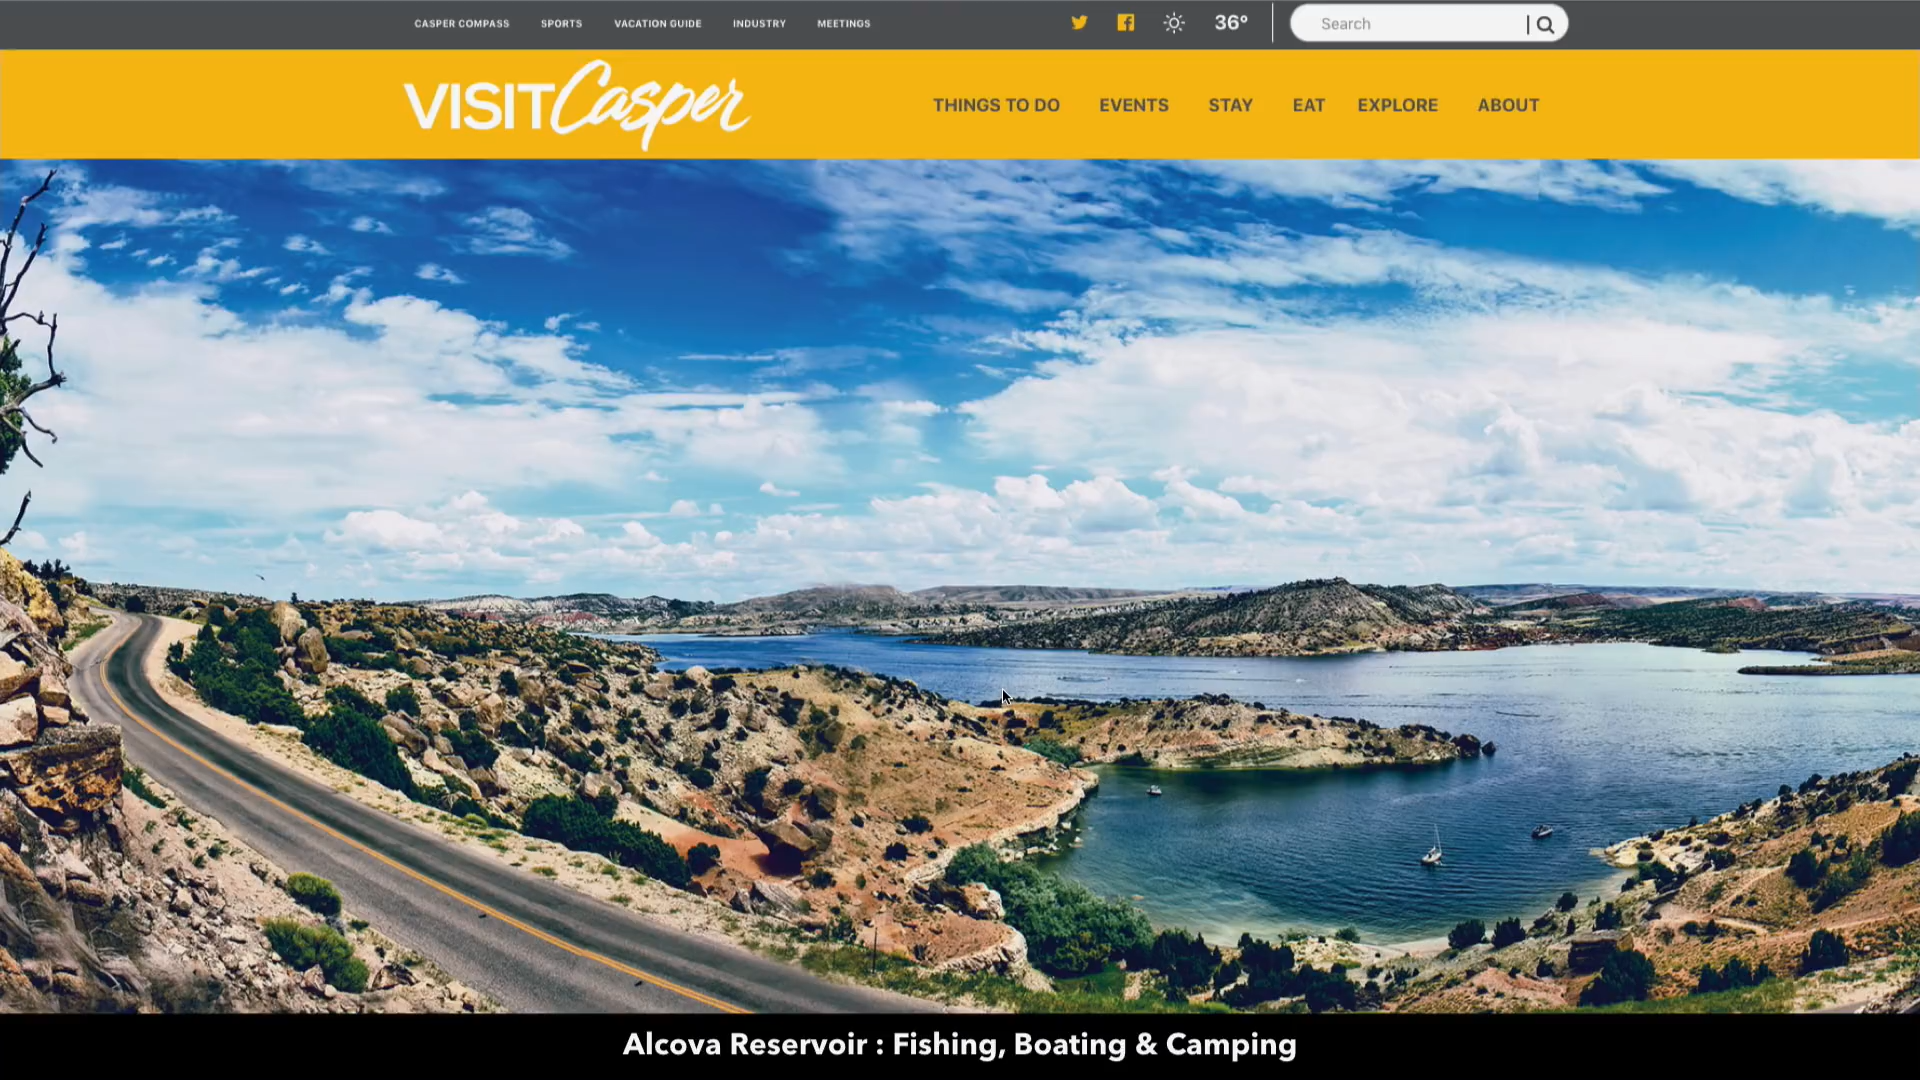 CASPER COMPASS SPORTS VACATION GUIDE INDUSTRY MEETINGS 36° Search
VISIT Casper THINGS TO DO EVENTS STAY EAT EXPLORE ABOUT
Alcova Reservoir : Fishing, Boating & Camping